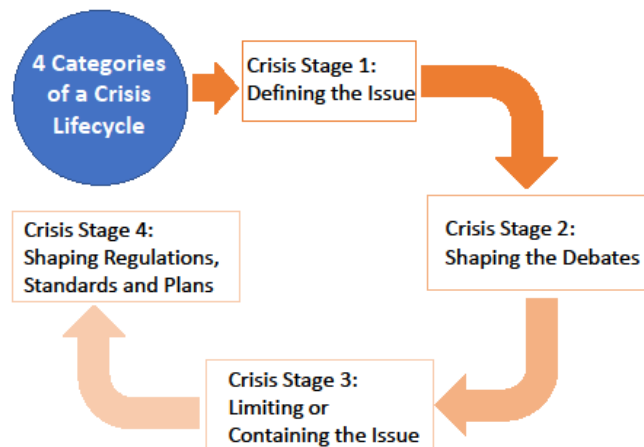 4 Categories
of a Crisis
Lifecycle
Crisis Stage 1:
Defining the Issue
Crisis Stage 2:
Shaping the Debates
Crisis Stage 3:
Limiting or
Containing the Issue
Crisis Stage 4:
Shaping Regulations,
Standards and Plans